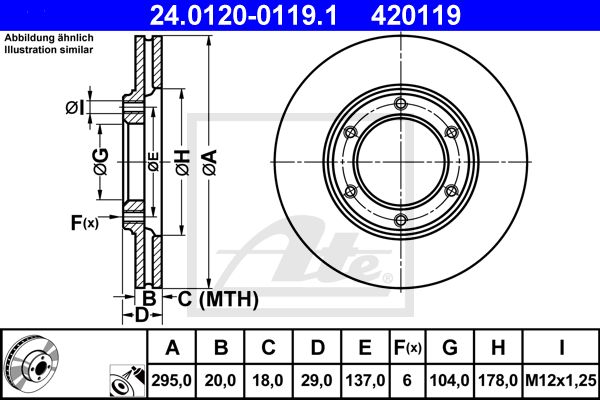 24.0120-0119.1 420119
Abbildung ähnlich
Illustration similar
ØI
ØG
ØE
ØH
ØA
F(x)
B
C (MTH)
D
Ate
®
A B C D E F(x) G H I
295,0 20,0 18,0 29,0 137,0 6 104,0 178,0 M12x1,25